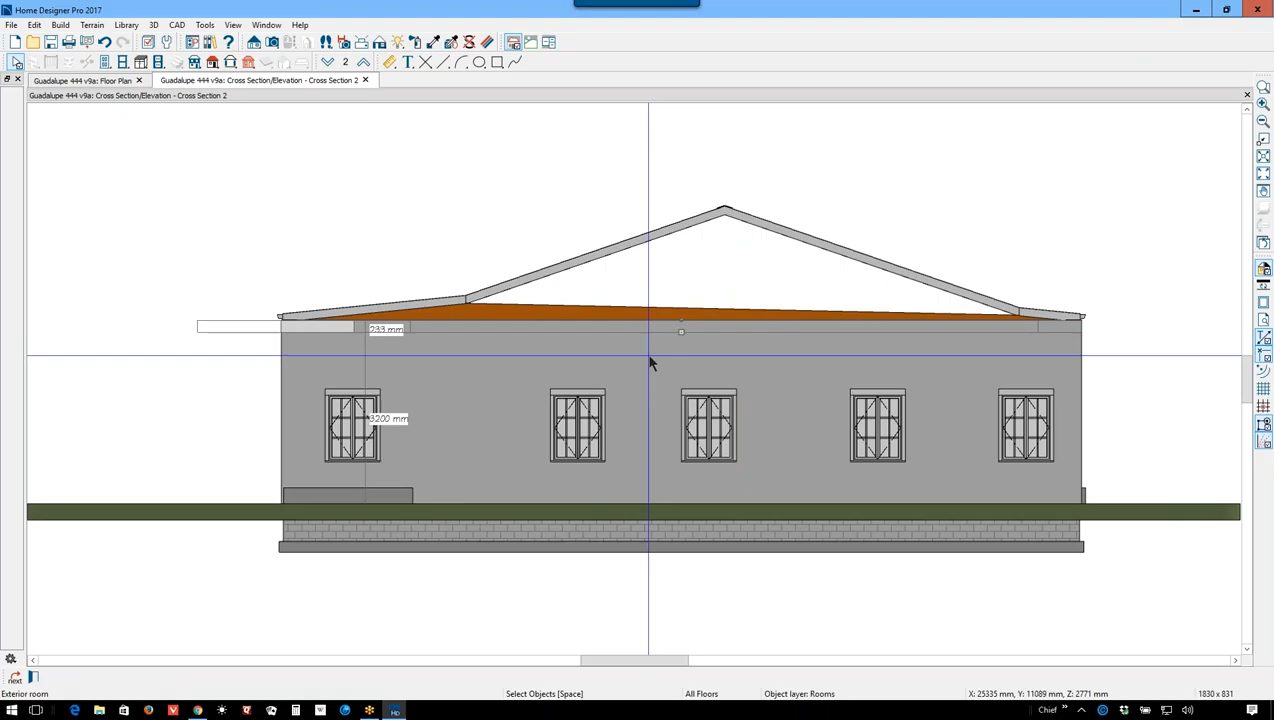 Home Designer Pro 2017
File Edit Build Terrain Library 3D CAD Tools View Window Help
2
Guadalupe 444 v9a: Floor Plan
Guadalupe 444 v9a: Cross Section/Elevation - Cross Section 2
Guadalupe 444 v9a: Cross Section/Elevation - Cross Section 2
233 mm
3200 mm
next
Exterior room
Select Objects [Space]
All Floors
Object layer: Rooms
X: 25335 mm, Y: 11089 mm, Z: 2771 mm
1830 x 831
Chief